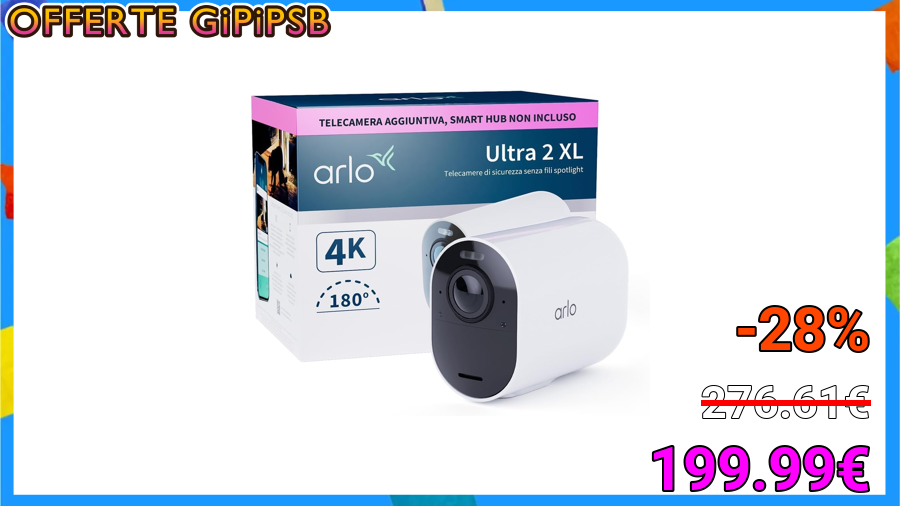 OFFERTE GiPiPSB
arlo
TELECAMERA AGGIUNTIVA, SMART HUB NON INCLUSO
arlo
Ultra 2 XL
Telecamere di sicurezza senza fili spotlight
4K
180°
arlo
-28%
276.61€
199.99€